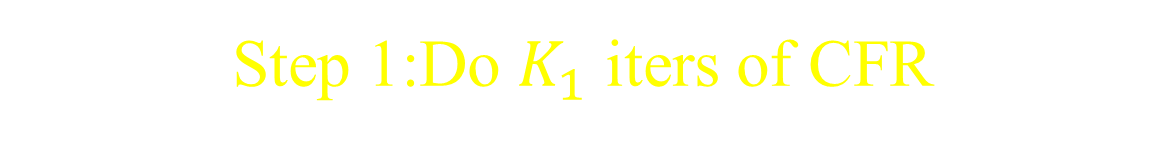 Step 1:Do K₁ iters of CFR